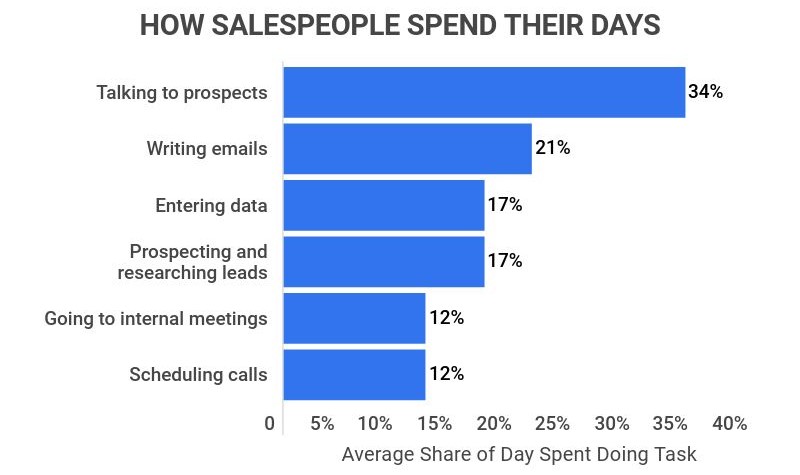 HOW SALESPEOPLE SPEND THEIR DAYS
Talking to prospects
34%
Writing emails
21%
Entering data
17%
Prospecting and
researching leads
17%
Going to internal meetings
12%
Scheduling calls
12%
0 5% 10% 15% 20% 25% 30% 35% 40%
Average Share of Day Spent Doing Task